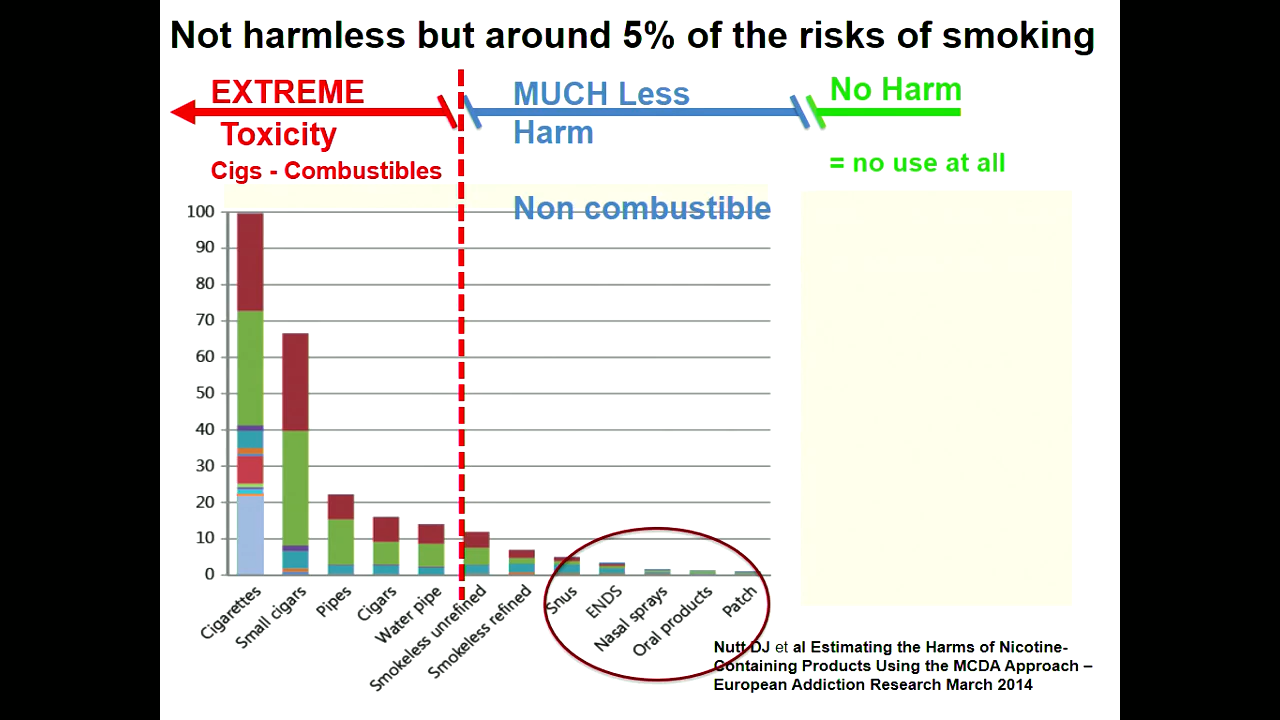 Not harmless but around 5% of the risks of smoking
EXTREME
Toxicity
Cigs - Combustibles
MUCH Less
Harm
Non combustible
No Harm
= no use at all
100
90
80
70
60
50
40
30
20
10
0
Cigarettes
Small cigars
Pipes
Cigars
Water pipe
Smokeless unrefined
Smokeless refined
Snus
ENDS
Nasal sprays
Oral products
Patch
Nutt DJ et al Estimating the Harms of Nicotine-
Containing Products Using the MCDA Approach –
European Addiction Research March 2014